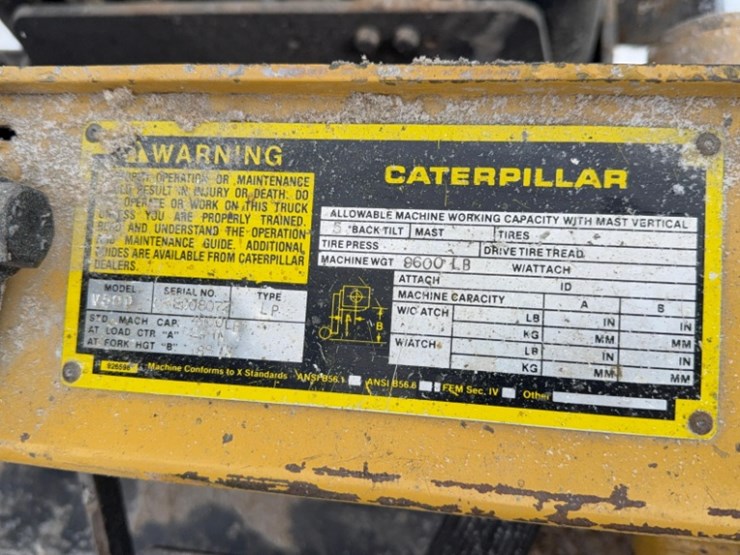 WARNING
OPERATION OR MAINTENANCE
RESULT IN INJURY OR DEATH. DO
OPERATE OR WORK ON THIS TRUCK
YOU ARE PROPERLY TRAINED.
AND UNDERSTAND THE OPERATION
MAINTENANCE GUIDE. ADDITIONAL
GUIDES ARE AVAILABLE FROM CATERPILLAR
DEALERS.
MODEL SERIAL NO. TYPE
LP
STD. MACH CAP.
AT LOAD CTR "A"
AT FORK HGT "B"
CATERPILLAR
ALLOWABLE MACHINE WORKING CAPACITY WITH MAST VERTICAL
5 °BACK TILT MAST TIRES
TIRE PRESS DRIVE TIRE TREAD
MACHINE WGT 9600 LB W/ATTACH
ATTACH ID
MACHINE CAPACITY A B
W/O ATCH LB IN IN
KG MM MM
W/ATCH LB IN IN
KG MM MM
A
B
Machine Conforms to X Standards ANSI B56.1 ANSI B56.6 FEM Sec. IV Other